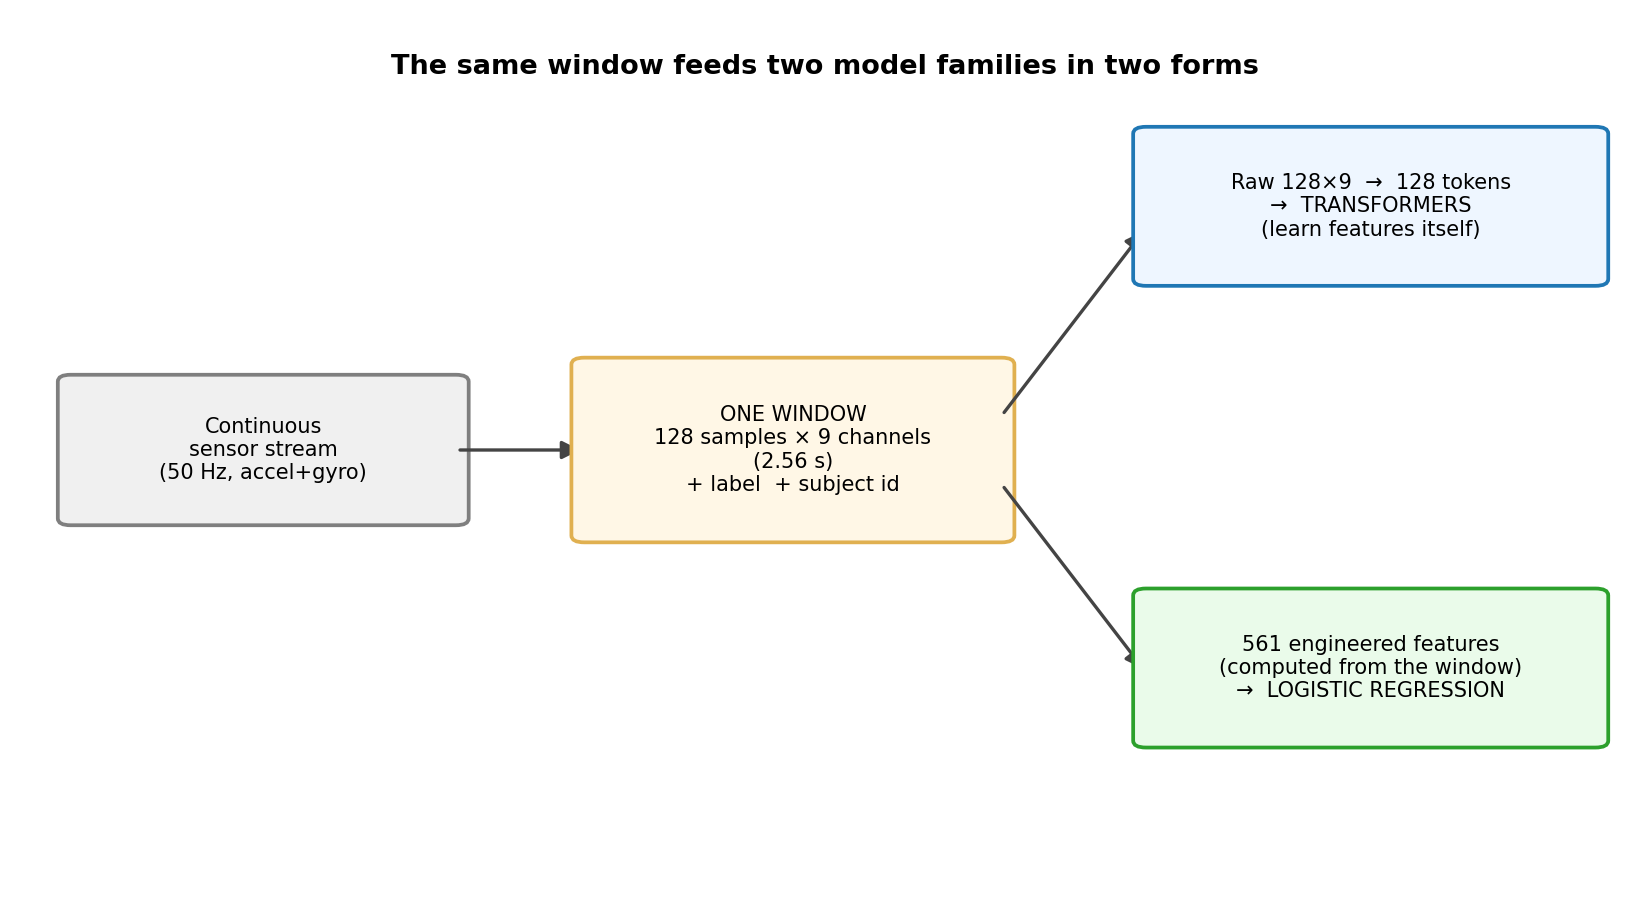 The same window feeds two model families in two forms
Continuous
sensor stream
(50 Hz, accel+gyro)
ONE WINDOW
128 samples × 9 channels
(2.56 s)
+ label  + subject id
Raw 128×9  →  128 tokens
→  TRANSFORMERS
(learn features itself)
561 engineered features
(computed from the window)
→  LOGISTIC REGRESSION